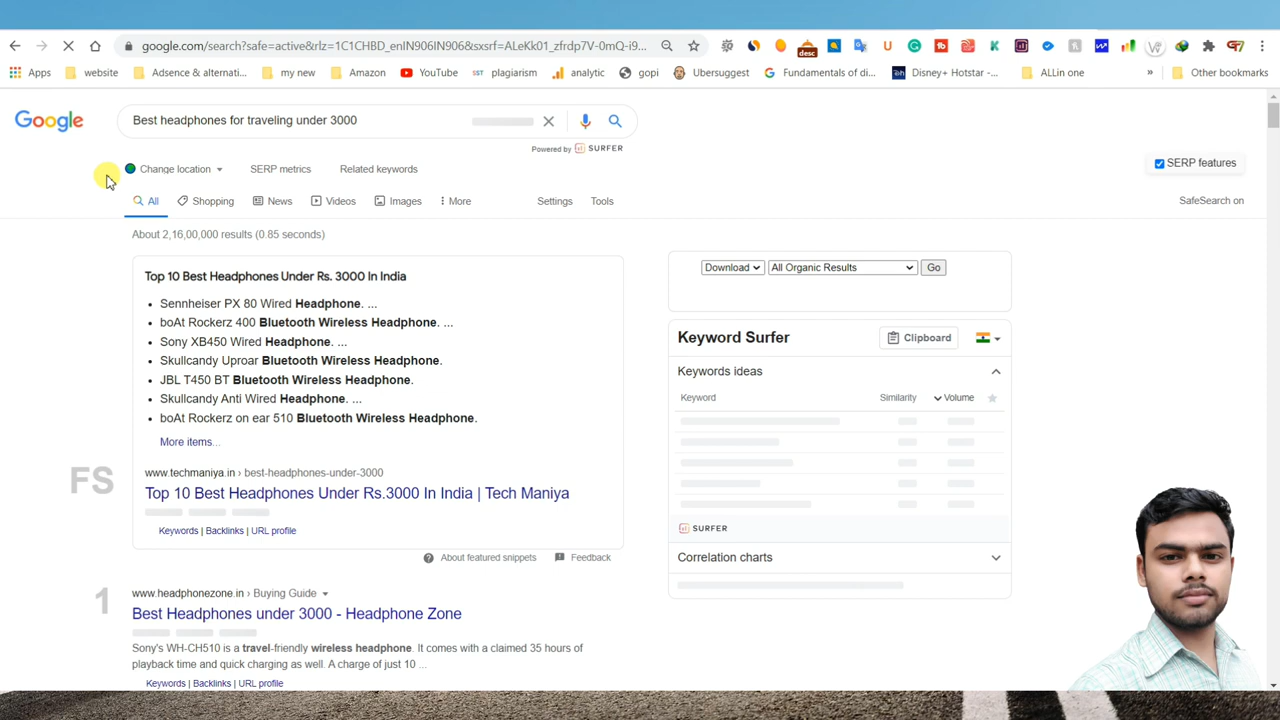 google.com/search?safe=active&rlz=1C1CHBD_enIN906IN906&sxsrf=ALeKk01_zfrdp7V-0mQ-i9...
desc
Apps website Adsence & alternati... my new Amazon YouTube SPT plagiarism analytic gopi Ubersuggest Fundamentals of di... Disney+ Hotstar -... ALLin one » Other bookmarks
Google
Best headphones for traveling under 3000
Powered by SURFER
Change location SERP metrics Related keywords
SERP features
All Shopping News Videos Images More Settings Tools
SafeSearch on
About 2,16,00,000 results (0.85 seconds)
Top 10 Best Headphones Under Rs. 3000 In India
• Sennheiser PX 80 Wired Headphone. ...
• boAt Rockerz 400 Bluetooth Wireless Headphone. ...
• Sony XB450 Wired Headphone. ...
• Skullcandy Uproar Bluetooth Wireless Headphone.
• JBL T450 BT Bluetooth Wireless Headphone.
• Skullcandy Anti Wired Headphone. ...
• boAt Rockerz on ear 510 Bluetooth Wireless Headphone.
More items...
FS
www.techmaniya.in › best-headphones-under-3000
Top 10 Best Headphones Under Rs.3000 In India | Tech Maniya
Keywords | Backlinks | URL profile
About featured snippets Feedback
1
www.headphonezone.in › Buying Guide
Best Headphones under 3000 - Headphone Zone
Sony's WH-CH510 is a travel-friendly wireless headphone. It comes with a claimed 35 hours of
playback time and quick charging as well. A charge of just 10 ...
Keywords | Backlinks | URL profile
Download All Organic Results Go
Keyword Surfer Clipboard
Keywords ideas
Keyword Similarity Volume
SURFER
Correlation charts